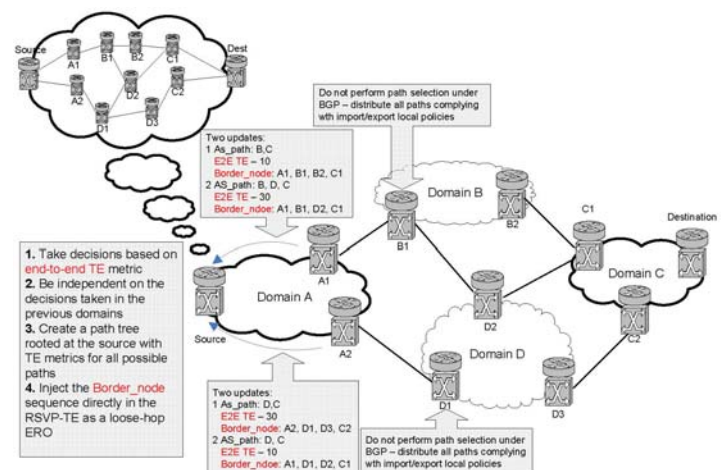 Source
A1
B1
B2
C1
Dest
A2
D2
C2
D1
D3
Do not perform path selection under
BGP – distribute all paths complying
wth import/export local policies
Two updates:
1 As_path: B,C
E2E TE – 10
Border_node: A1, B1, B2, C1
2 AS_path: B, D, C
E2E TE – 30
Border_ndoe: A1, B1, D2, C1
Domain B
B1
B2
C1
Destination
1. Take decisions based on
end-to-end TE metric
2. Be independent on the
decisions taken in the
previous domains
3. Create a path tree
rooted at the source with
TE metrics for all possible
paths
4. Inject the Border_node
sequence directly in the
RSVP-TE as a loose-hop
ERO
A1
Domain A
Source
A2
Domain C
C2
D2
Domain D
D1
D3
Two updates:
1 As_path: D,C
E2E TE – 30
Border_node: A2, D1, D3, C2
2 AS_path: D, C
E2E TE – 10
Border_ndoe: A1, D1, D2, C1
Do not perform path selection under
BGP – distribute all paths complying
wth import/export local policies